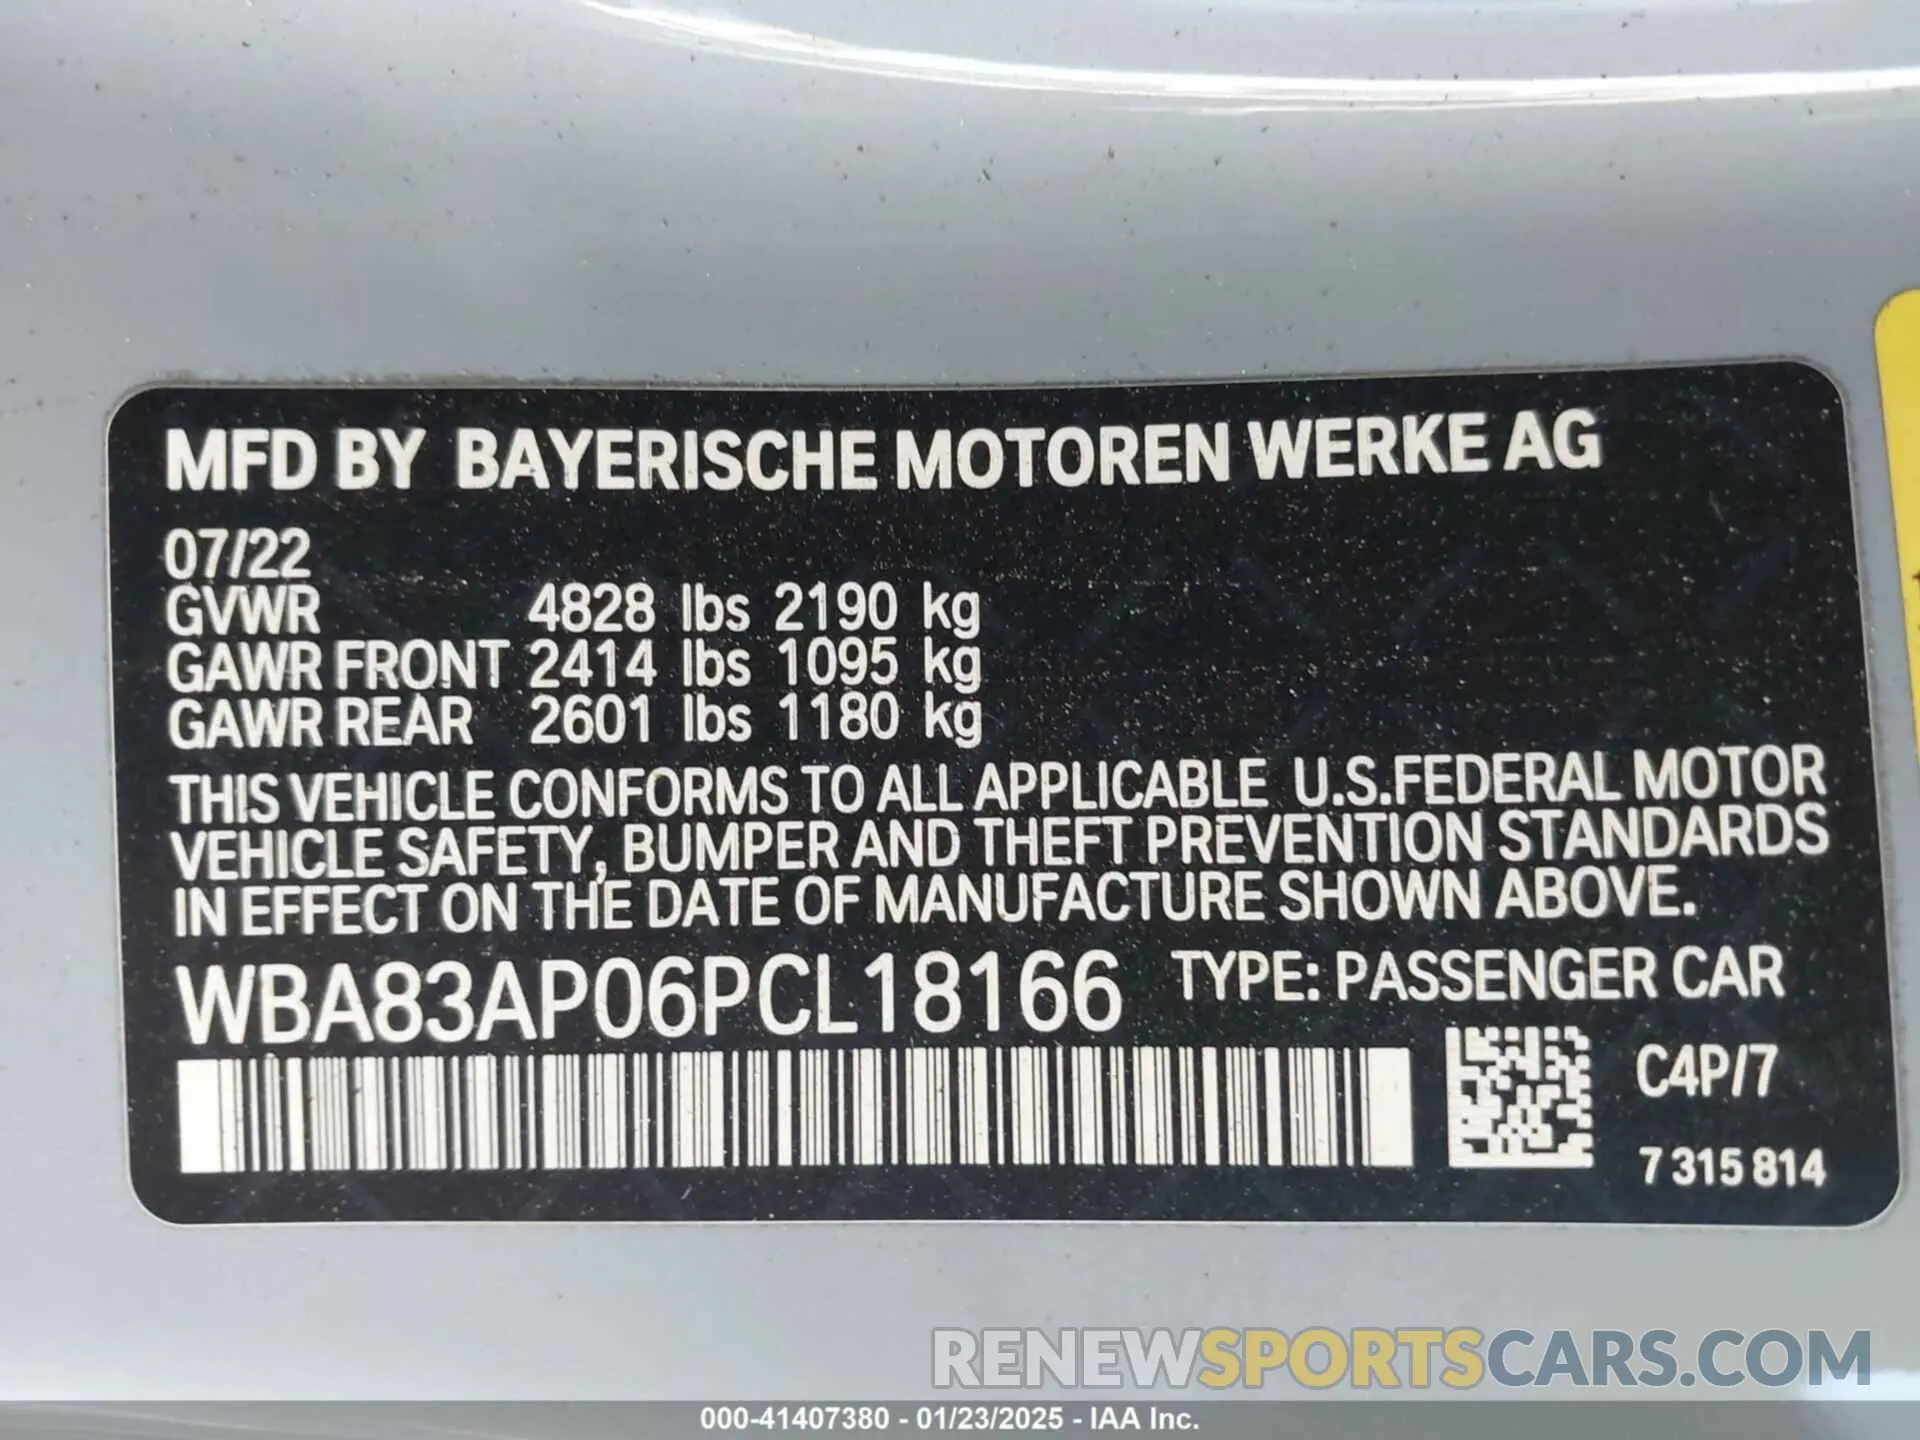 MFD BY BAYERISCHE MOTOREN WERKE AG
07/22
GVWR 4828 lbs 2190 kg
GAWR FRONT 2414 lbs 1095 kg
GAWR REAR 2601 lbs 1180 kg
THIS VEHICLE CONFORMS TO ALL APPLICABLE U.S.FEDERAL MOTOR
VEHICLE SAFETY, BUMPER AND THEFT PREVENTION STANDARDS
IN EFFECT ON THE DATE OF MANUFACTURE SHOWN ABOVE.
WBA83AP06PCL18166 TYPE: PASSENGER CAR
C4P/7
7 315 814
RENEWSPORTSCARS.COM
000-41407380 - 01/23/2025 - IAA Inc.